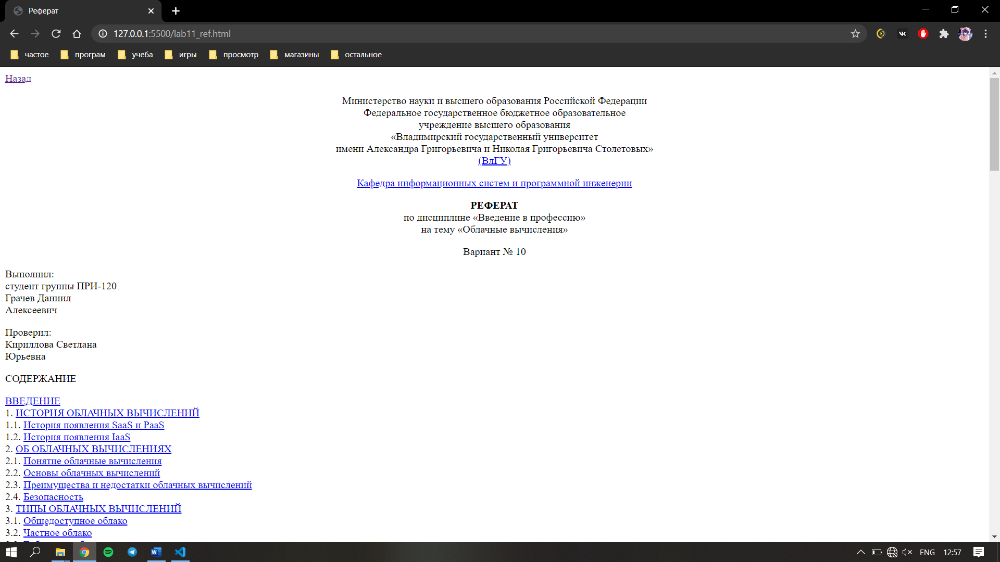 Реферат
127.0.0.1:5500/lab11_ref.html
частое
програм
учеба
игры
просмотр
магазины
остальное
Назад
Министерство науки и высшего образования Российской Федерации
Федеральное государственное бюджетное образовательное
учреждение высшего образования
«Владимирский государственный университет
имени Александра Григорьевича и Николая Григорьевича Столетовых»
(ВлГУ)
Кафедра информационных систем и программной инженерии
РЕФЕРАТ
по дисциплине «Введение в профессию»
на тему «Облачные вычисления»
Вариант № 10
Выполнил:
студент группы ПРИ-120
Грачев Даниил
Алексеевич
Проверил:
Кириллова Светлана
Юрьевна
СОДЕРЖАНИЕ
ВВЕДЕНИЕ
1. ИСТОРИЯ ОБЛАЧНЫХ ВЫЧИСЛЕНИЙ
1.1. История появления SaaS и PaaS
1.2. История появления IaaS
2. ОБ ОБЛАЧНЫХ ВЫЧИСЛЕНИЯХ
2.1. Понятие облачные вычисления
2.2. Основы облачных вычислений
2.3. Преимущества и недостатки облачных вычислений
2.4. Безопасность
3. ТИПЫ ОБЛАЧНЫХ ВЫЧИСЛЕНИЙ
3.1. Общедоступное облако
3.2. Частное облако
ENG 12:57